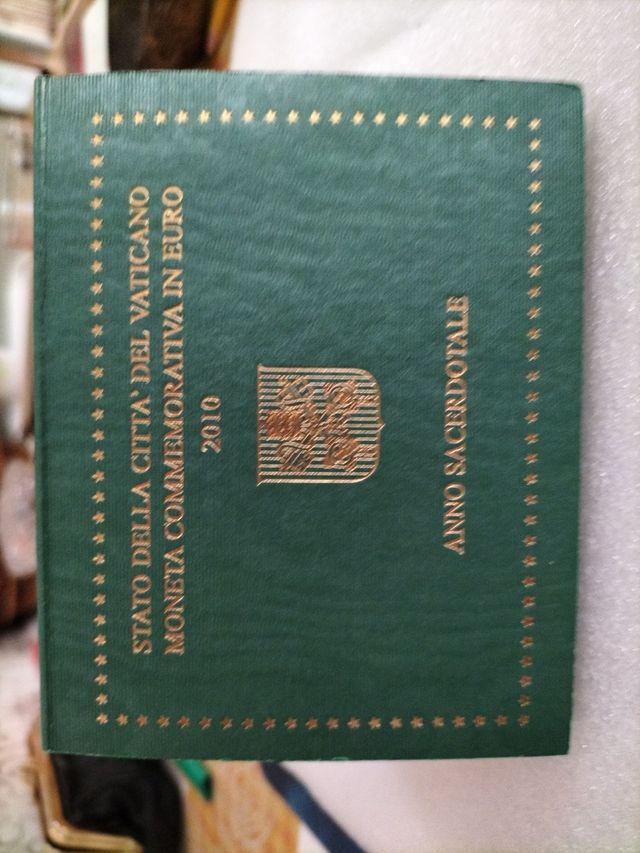 STATO DELLA CITTA' DEL VATICANO
MONETA COMMEMORATIVA IN EURO
2010
ANNO SACERDOTALE